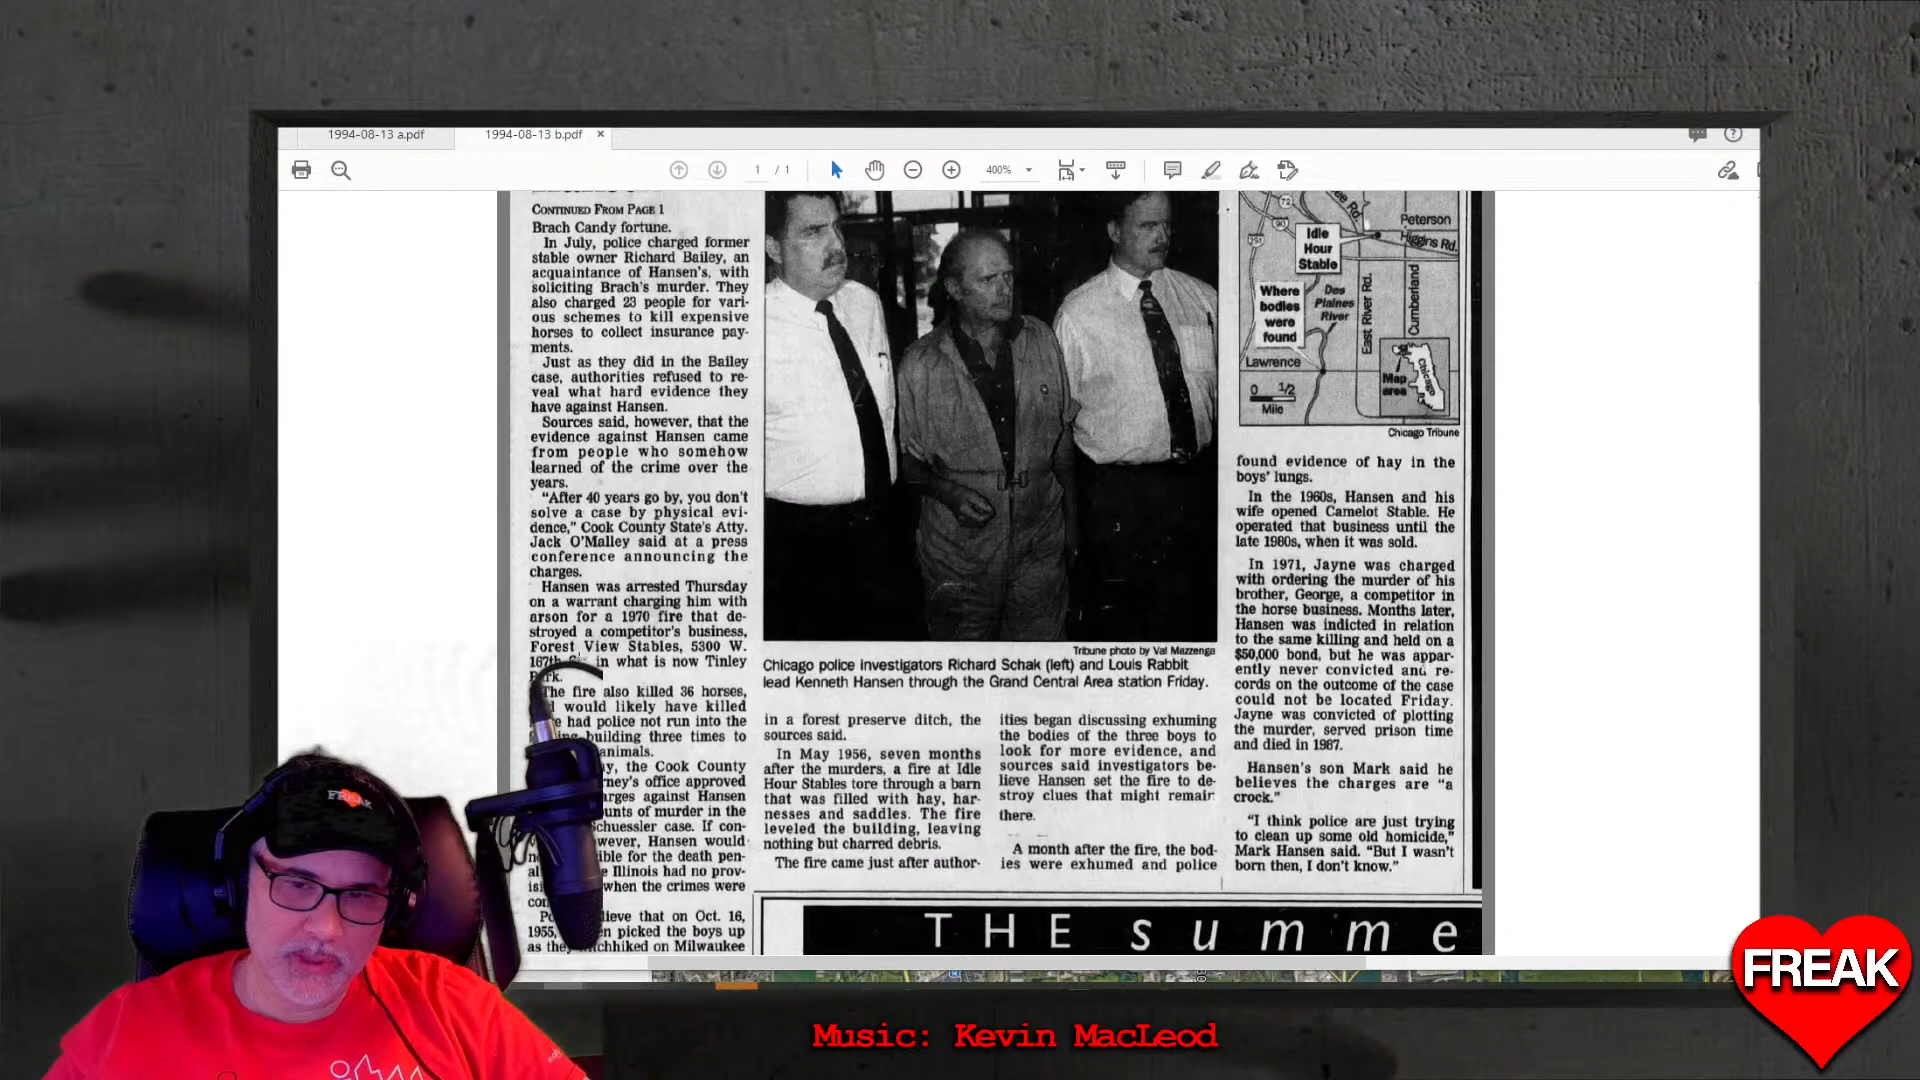 1994-08-13 a.pdf
1994-08-13 b.pdf
1 / 1
400%
CONTINUED FROM PAGE 1
Brach Candy fortune.
In July, police charged former
stable owner Richard Bailey, an
acquaintance of Hansen's, with
soliciting Brach's murder. They
also charged 23 people for vari-
ous schemes to kill expensive
horses to collect insurance pay-
ments.
Just as they did in the Bailey
case, authorities refused to re-
veal what hard evidence they
have against Hansen.
Sources said, however, that the
evidence against Hansen came
from people who somehow
learned of the crime over the
years.
"After 40 years go by, you don't
solve a case by physical evi-
dence," Cook County State's Atty.
Jack O'Malley said at a press
conference announcing the
charges.
Hansen was arrested Thursday
on a warrant charging him with
arson for a 1970 fire that de-
stroyed a competitor's business,
Forest View Stables, 5300 W.
167th in what is now Tinley
The fire also killed 36 horses,
would likely have killed
had police not run into the
building three times to
animals.
the Cook County
office approved
against Hansen
of murder in the
Schuessler case. If con-
Hansen would
for the death pen-
Illinois had no prov-
when the crimes were
that on Oct. 16,
1955, picked the boys up
as they on Milwaukee
Tribune photo by Val Mazzenga
Chicago police investigators Richard Schak (left) and Louis Rabbit
lead Kenneth Hansen through the Grand Central Area station Friday.
in a forest preserve ditch, the
sources said.
In May 1956, seven months
after the murders, a fire at Idle
Hour Stables tore through a barn
that was filled with hay, har-
nesses and saddles. The fire
leveled the building, leaving
nothing but charred debris.
The fire came just after author-
ities began discussing exhuming
the bodies of the three boys to
look for more evidence, and
sources said investigators be-
lieve Hansen set the fire to de-
stroy clues that might remain
there.
A month after the fire, the bod-
ies were exhumed and police
72
90
Peterson
Higgins Rd.
Idle
Hour
Stable
Where
bodies
were
found
Des
Plaines
River
East River Rd.
Cumberland
Lawrence
0 1/2
Mile
Map
area
Chicago
Chicago Tribune
found evidence of hay in the
boys' lungs.
In the 1960s, Hansen and his
wife opened Camelot Stable. He
operated that business until the
late 1980s, when it was sold.
In 1971, Jayne was charged
with ordering the murder of his
brother, George, a competitor in
the horse business. Months later,
Hansen was indicted in relation
to the same killing and held on a
$50,000 bond, but he was appar-
ently never convicted and re-
cords on the outcome of the case
could not be located Friday.
Jayne was convicted of plotting
the murder, served prison time
and died in 1987.
Hansen's son Mark said he
believes the charges are "a
crock."
"I think police are just trying
to clean up some old homicide,"
Mark Hansen said. "But I wasn't
born then, I don't know."
THE summe
FREAK
FREAK
Music: Kevin MacLeod